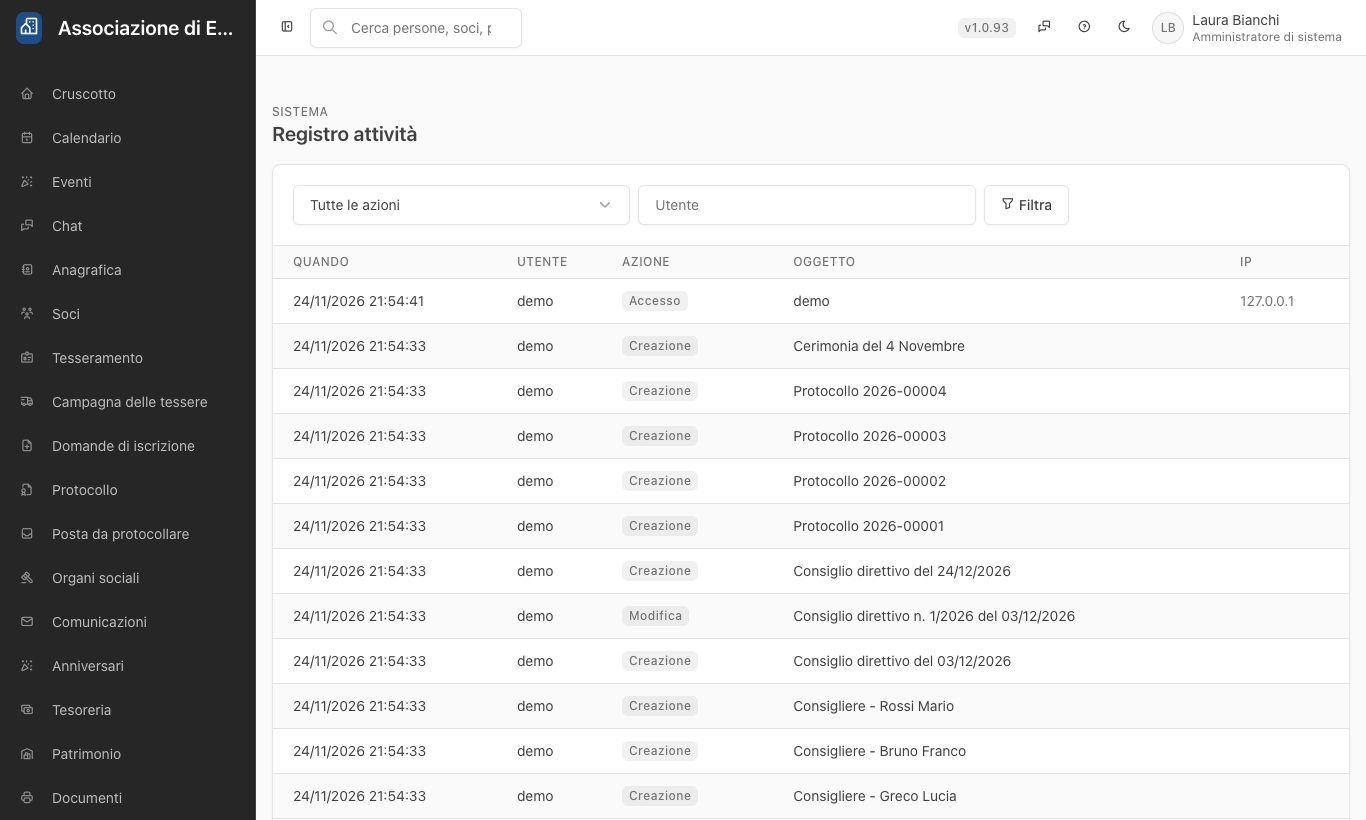 Associazione di E...
Cerca persone, soci, p
v1.0.93
LB
Laura Bianchi
Amministratore di sistema
Cruscotto
Calendario
Eventi
Chat
Anagrafica
Soci
Tesseramento
Campagna delle tessere
Domande di iscrizione
Protocollo
Posta da protocollare
Organi sociali
Comunicazioni
Anniversari
Tesoreria
Patrimonio
Documenti
SISTEMA
Registro attività
Tutte le azioni
Utente
Filtra
QUANDO UTENTE AZIONE OGGETTO IP
24/11/2026 21:54:41 demo Accesso demo 127.0.0.1
24/11/2026 21:54:33 demo Creazione Cerimonia del 4 Novembre
24/11/2026 21:54:33 demo Creazione Protocollo 2026-00004
24/11/2026 21:54:33 demo Creazione Protocollo 2026-00003
24/11/2026 21:54:33 demo Creazione Protocollo 2026-00002
24/11/2026 21:54:33 demo Creazione Protocollo 2026-00001
24/11/2026 21:54:33 demo Creazione Consiglio direttivo del 24/12/2026
24/11/2026 21:54:33 demo Modifica Consiglio direttivo n. 1/2026 del 03/12/2026
24/11/2026 21:54:33 demo Creazione Consiglio direttivo del 03/12/2026
24/11/2026 21:54:33 demo Creazione Consigliere - Rossi Mario
24/11/2026 21:54:33 demo Creazione Consigliere - Bruno Franco
24/11/2026 21:54:33 demo Creazione Consigliere - Greco Lucia